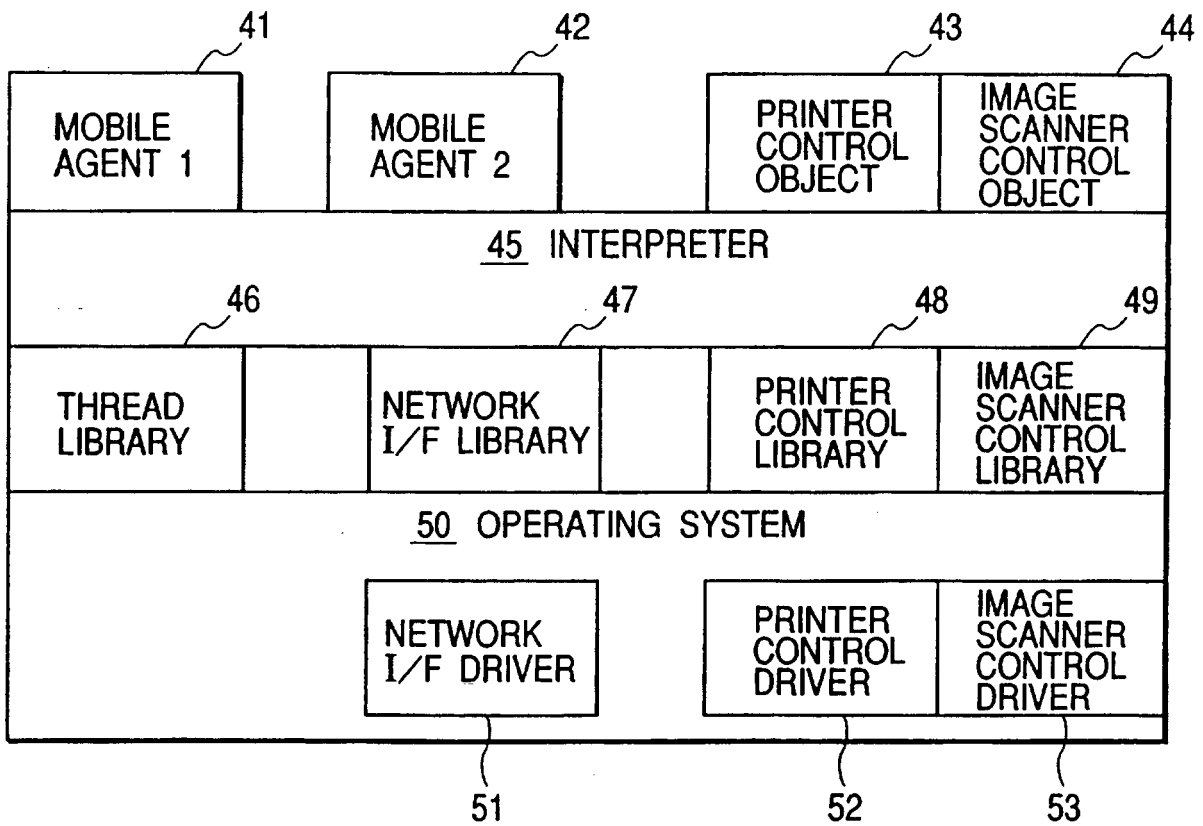 41
42
43
44
MOBILE
AGENT 1
MOBILE
AGENT 2
PRINTER
CONTROL
OBJECT
IMAGE
SCANNER
CONTROL
OBJECT
45 INTERPRETER
46
47
48
49
THREAD
LIBRARY
NETWORK
I/F LIBRARY
PRINTER
CONTROL
LIBRARY
IMAGE
SCANNER
CONTROL
LIBRARY
50 OPERATING SYSTEM
NETWORK
I/F DRIVER
PRINTER
CONTROL
DRIVER
IMAGE
SCANNER
CONTROL
DRIVER
51
52
53